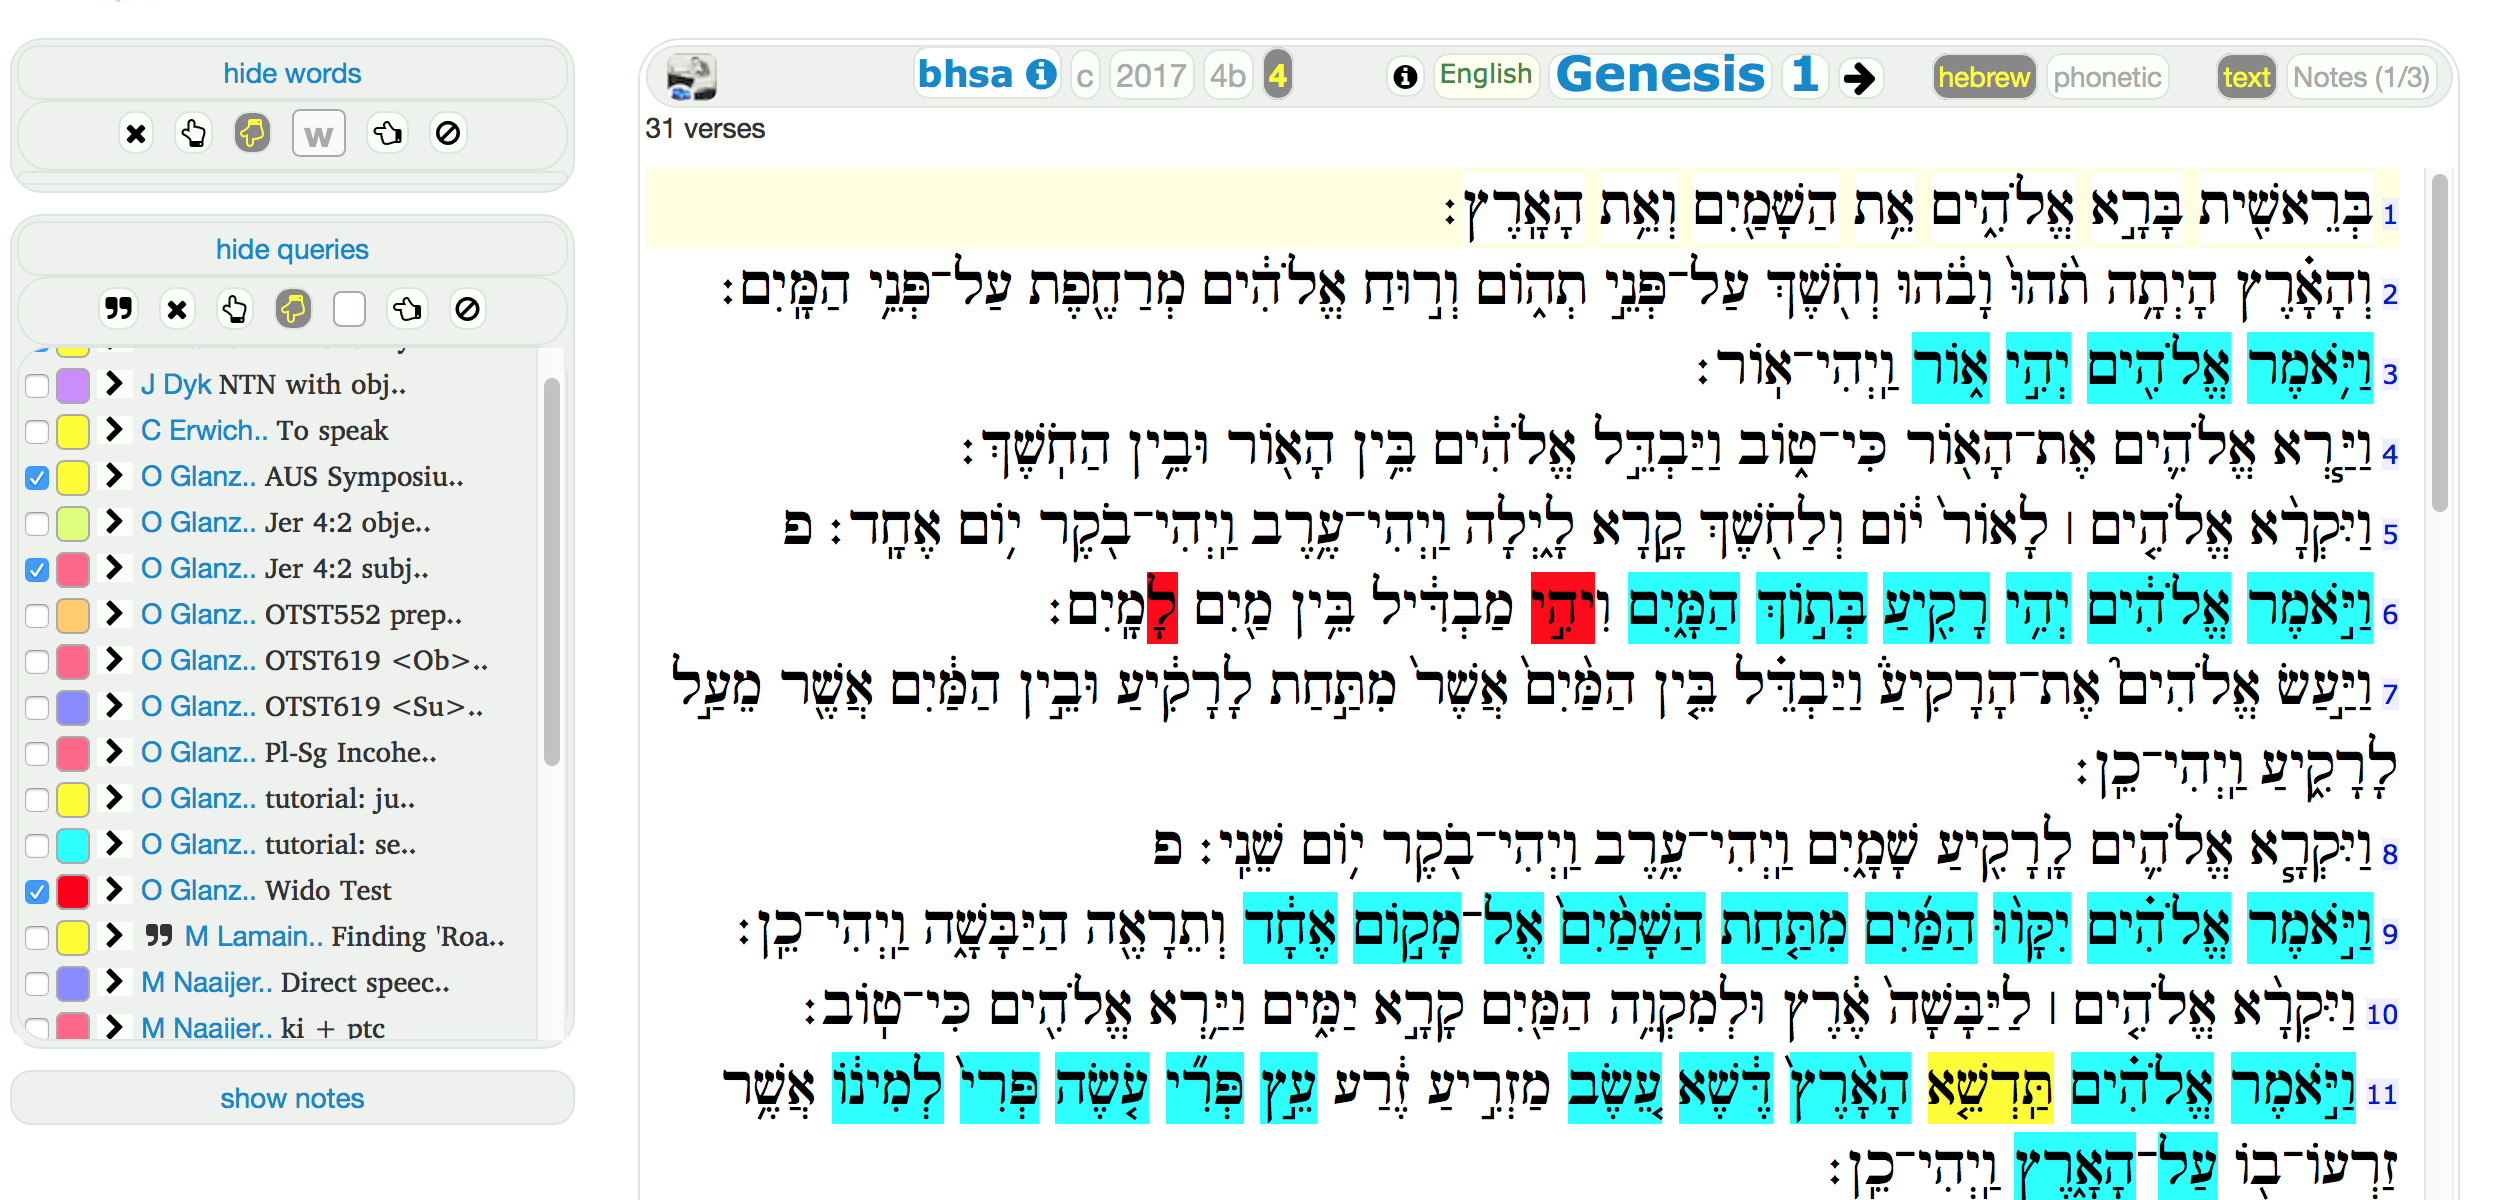 hide words
w
hide queries
J Dyk NTN with obj..
C Erwich.. To speak
O Glanz.. AUS Symposiu..
O Glanz.. Jer 4:2 obje..
O Glanz.. Jer 4:2 subj..
O Glanz.. OTST552 prep..
O Glanz.. OTST619 <Ob>..
O Glanz.. OTST619 <Su>..
O Glanz.. Pl-Sg Incohe..
O Glanz.. tutorial: ju..
O Glanz.. tutorial: se..
O Glanz.. Wido Test
M Lamain.. Finding 'Roa..
M Naaijer.. Direct speec..
M Naaijer.. ki + ptc
show notes
bhsa c 2017 4b 4 English Genesis 1 hebrew phonetic text Notes (1/3)
31 verses
1 בְּרֵאשִׁ֖ית בָּרָ֣א אֱלֹהִ֑ים אֵ֥ת הַשָּׁמַ֖יִם וְאֵ֥ת הָאָֽרֶץ׃
2 וְהָאָ֗רֶץ הָיְתָ֥ה תֹ֙הוּ֙ וָבֹ֔הוּ וְחֹ֖שֶׁךְ עַל־פְּנֵ֣י תְהֹ֑ום וְר֣וּחַ אֱלֹהִ֔ים מְרַחֶ֖פֶת עַל־פְּנֵ֥י הַמָּֽיִם׃
3 וַיֹּ֥אמֶר אֱלֹהִ֖ים יְהִ֣י אֹ֑ור וַֽיְהִי־אֹֽור׃
4 וַיַּ֧רְא אֱלֹהִ֛ים אֶת־הָאֹ֖ור כִּי־טֹ֑וב וַיַּבְדֵּ֣ל אֱלֹהִ֔ים בֵּ֥ין הָאֹ֖ור וּבֵ֥ין הַחֹֽשֶׁךְ׃
5 וַיִּקְרָ֨א אֱלֹהִ֤ים ׀ לָאֹור֙ יֹ֔ום וְלַחֹ֖שֶׁךְ קָ֣רָא לָ֑יְלָה וַֽיְהִי־עֶ֥רֶב וַֽיְהִי־בֹ֖קֶר יֹ֥ום אֶחָֽד׃ פ
6 וַיֹּ֣אמֶר אֱלֹהִ֔ים יְהִ֥י רָקִ֖יעַ בְּתֹ֣וךְ הַמָּ֑יִם וִיהִ֣י מַבְדִּ֔יל בֵּ֥ין מַ֖יִם לָמָֽיִם׃
7 וַיַּ֣עַשׂ אֱלֹהִים֮ אֶת־הָרָקִיעַ֒ וַיַּבְדֵּ֗ל בֵּ֤ין הַמַּ֙יִם֙ אֲשֶׁר֙ מִתַּ֣חַת לָרָקִ֔יעַ וּבֵ֣ין הַמַּ֔יִם אֲשֶׁ֖ר מֵעַ֣ל
לָרָקִ֑יעַ וַֽיְהִי־כֵֽן׃
8 וַיִּקְרָ֧א אֱלֹהִ֛ים לָֽרָקִ֖יעַ שָׁמָ֑יִם וַֽיְהִי־עֶ֥רֶב וַֽיְהִי־בֹ֖קֶר יֹ֥ום שֵׁנִֽי׃ פ
9 וַיֹּ֣אמֶר אֱלֹהִ֗ים יִקָּו֨וּ הַמַּ֜יִם מִתַּ֤חַת הַשָּׁמַ֙יִם֙ אֶל־מָקֹ֣ום אֶחָ֔ד וְתֵרָאֶ֖ה הַיַּבָּשָׁ֑ה וַֽיְהִי־כֵֽן׃
10 וַיִּקְרָ֨א אֱלֹהִ֤ים ׀ לַיַּבָּשָׁה֙ אֶ֔רֶץ וּלְמִקְוֵ֥ה הַמַּ֖יִם קָרָ֣א יַמִּ֑ים וַיַּ֥רְא אֱלֹהִ֖ים כִּי־טֹֽוב׃
11 וַיֹּ֣אמֶר אֱלֹהִ֗ים תַּֽדְשֵׁ֤א הָאָ֙רֶץ֙ דֶּ֔שֶׁא עֵ֚שֶׂב מַזְרִ֣יעַ זֶ֔רַע עֵ֣ץ פְּרִ֞י עֹ֤שֶׂה פְּרִי֙ לְמִינֹ֔ו אֲשֶׁ֥ר
זַרְעֹו־בֹ֖ו עַל־הָאָ֑רֶץ וַֽיְהִי־כֵֽן׃